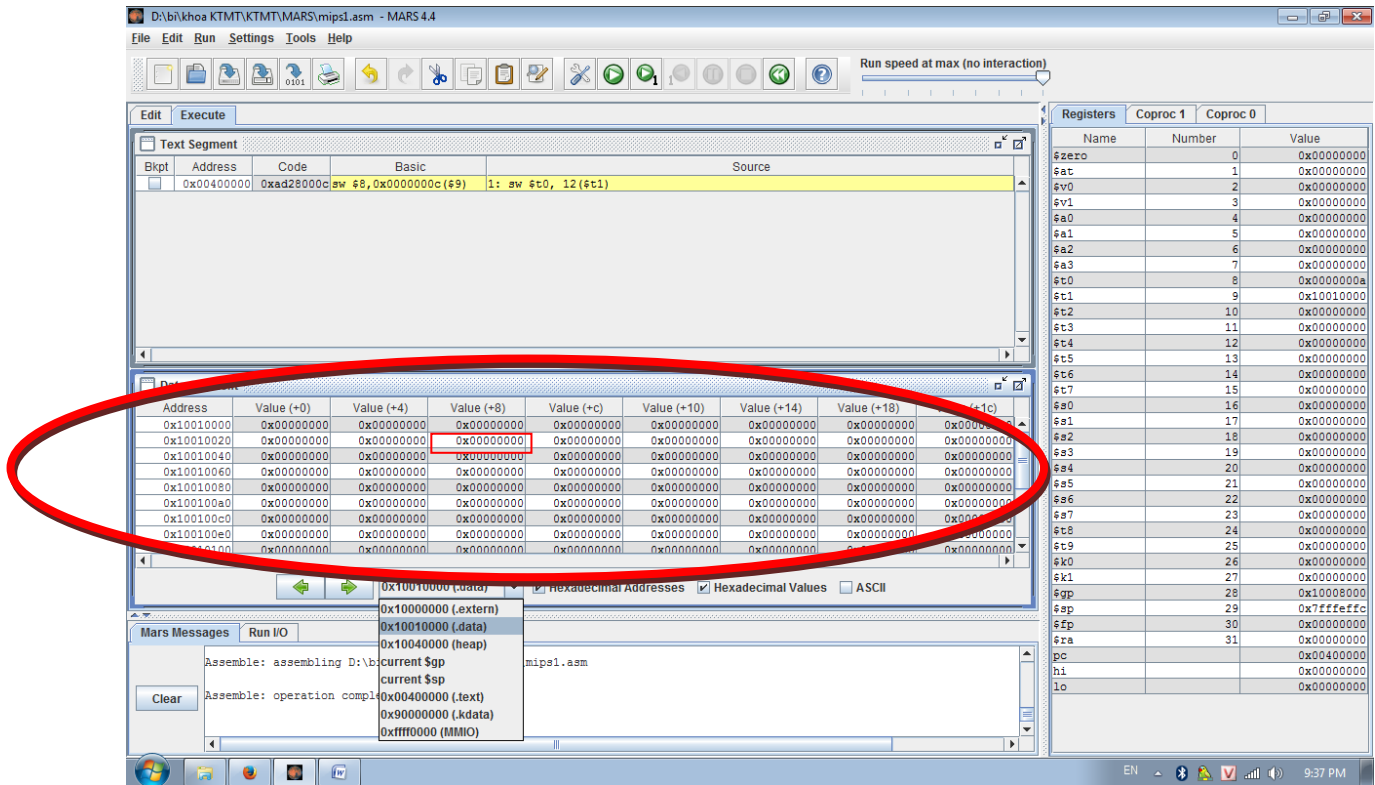 D:\bi\khoa KTMT\KTMT\MARS\mips1.asm - MARS 4.4
File Edit Run Settings Tools Help
Run speed at max (no interaction)
Edit Execute
Text Segment
Bkpt Address Code Basic Source
0x00400000 0xad28000c sw $8,0x0000000c($9) 1: sw $t0, 12($t1)
Address Value (+0) Value (+4) Value (+8) Value (+c) Value (+10) Value (+14) Value (+18) (+1c)
0x10010000 0x00000000 0x00000000 0x00000000 0x00000000 0x00000000 0x00000000 0x00000000
0x10010020 0x00000000 0x00000000 0x00000000 0x00000000 0x00000000 0x00000000 0x00000000 0x00000000
0x10010040 0x00000000 0x00000000 0x00000000 0x00000000 0x00000000 0x00000000 0x00000000 0x00000000
0x10010060 0x00000000 0x00000000 0x00000000 0x00000000 0x00000000 0x00000000 0x00000000 0x00000000
0x10010080 0x00000000 0x00000000 0x00000000 0x00000000 0x00000000 0x00000000 0x00000000 0x00000000
0x100100a0 0x00000000 0x00000000 0x00000000 0x00000000 0x00000000 0x00000000 0x00000000 0x00000000
0x100100c0 0x00000000 0x00000000 0x00000000 0x00000000 0x00000000 0x00000000 0x00000000
0x100100e0 0x00000000 0x00000000 0x00000000 0x00000000 0x00000000 0x00000000 0x00000000
0x00000000 0x00000000 0x00000000 0x00000000 0x00000000 0x00000000
0x10010000 (.data) Hexadecimal Addresses Hexadecimal Values ASCII
0x10000000 (.extern)
0x10010000 (.data)
0x10040000 (heap)
current $gp
current $sp
0x00400000 (.text)
0x90000000 (.kdata)
0xffff0000 (MMIO)
Mars Messages Run I/O
Assemble: assembling D:\bi mips1.asm
Assemble: operation comple
Clear
Registers Coproc 1 Coproc 0
Name Number Value
$zero 0 0x00000000
$at 1 0x00000000
$v0 2 0x00000000
$v1 3 0x00000000
$a0 4 0x00000000
$a1 5 0x00000000
$a2 6 0x00000000
$a3 7 0x00000000
$t0 8 0x0000000a
$t1 9 0x10010000
$t2 10 0x00000000
$t3 11 0x00000000
$t4 12 0x00000000
$t5 13 0x00000000
$t6 14 0x00000000
$t7 15 0x00000000
$s0 16 0x00000000
$s1 17 0x00000000
$s2 18 0x00000000
$s3 19 0x00000000
$s4 20 0x00000000
$s5 21 0x00000000
$s6 22 0x00000000
$s7 23 0x00000000
$t8 24 0x00000000
$t9 25 0x00000000
$k0 26 0x00000000
$k1 27 0x00000000
$gp 28 0x10008000
$sp 29 0x7fffeffc
$fp 30 0x00000000
$ra 31 0x00000000
pc 0x00400000
hi 0x00000000
lo 0x00000000
EN 9:37 PM